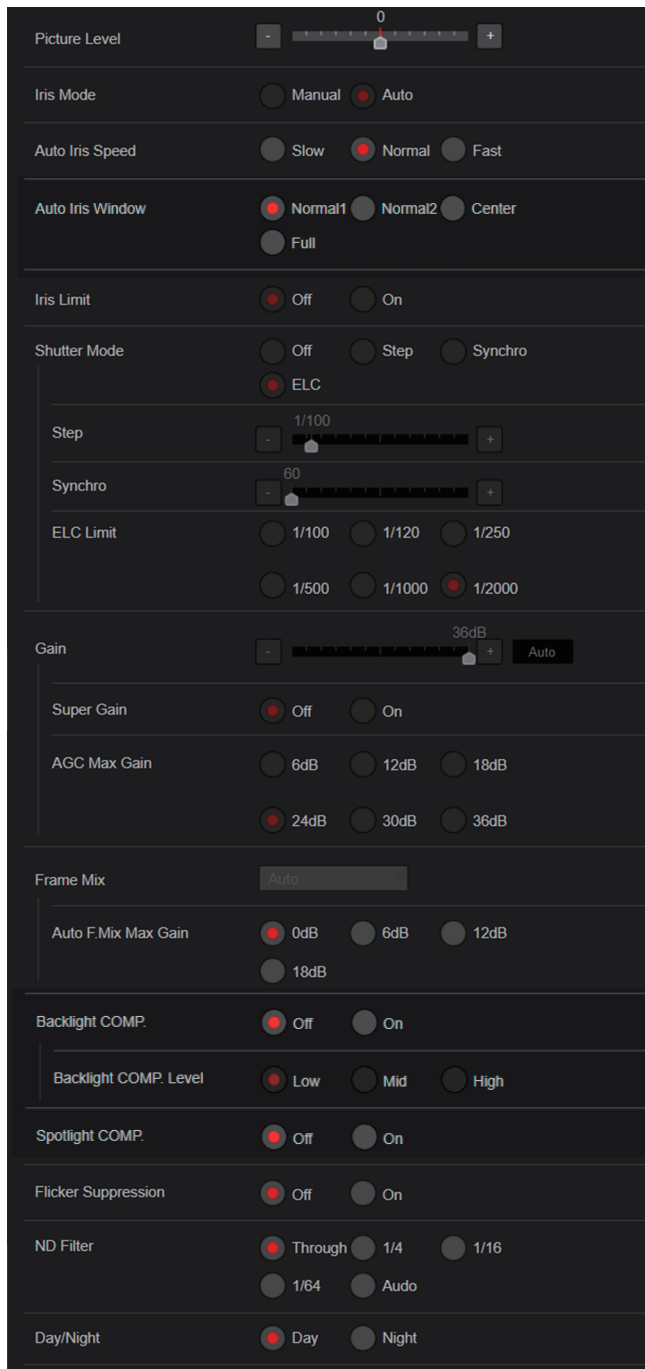 0
Picture Level - +
Iris Mode Manual Auto
Auto Iris Speed Slow Normal Fast
Auto Iris Window Normal1 Normal2 Center
Full
Iris Limit Off On
Shutter Mode Off Step Synchro
ELC
1/100
Step - +
60
Synchro - +
ELC Limit 1/100 1/120 1/250
1/500 1/1000 1/2000
36dB
Gain - + Auto
Super Gain Off On
AGC Max Gain 6dB 12dB 18dB
24dB 30dB 36dB
Frame Mix Auto
Auto F.Mix Max Gain 0dB 6dB 12dB
18dB
Backlight COMP. Off On
Backlight COMP. Level Low Mid High
Spotlight COMP. Off On
Flicker Suppression Off On
ND Filter Through 1/4 1/16
1/64 Audo
Day/Night Day Night